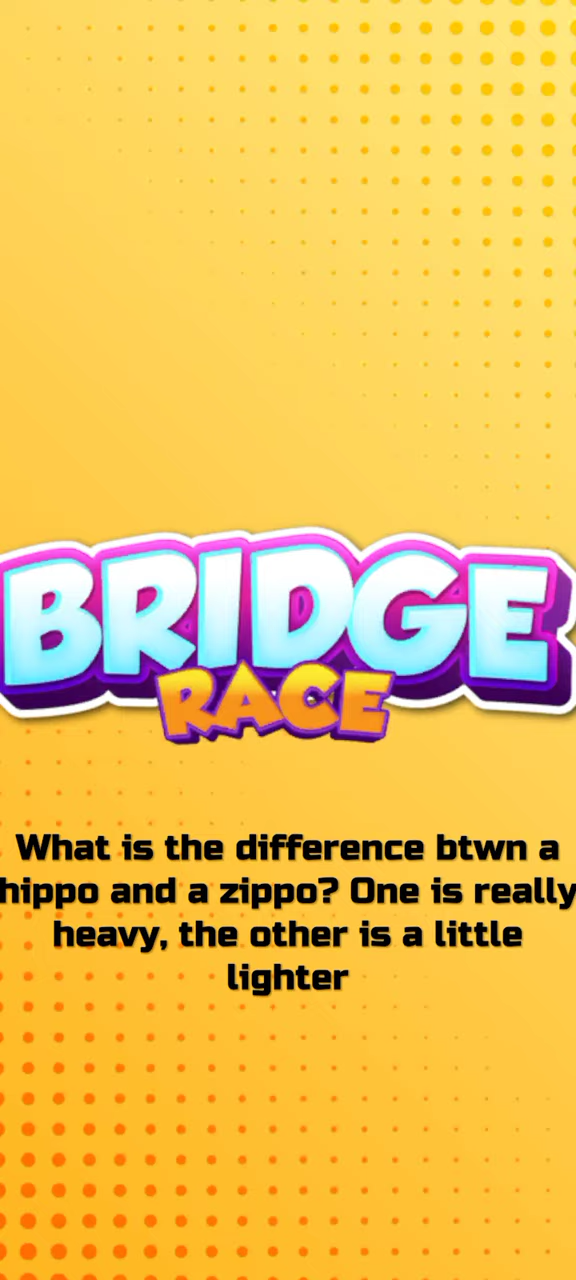 BRIDGE
RACE
What is the difference btwn a
hippo and a zippo? One is really
heavy, the other is a little
lighter